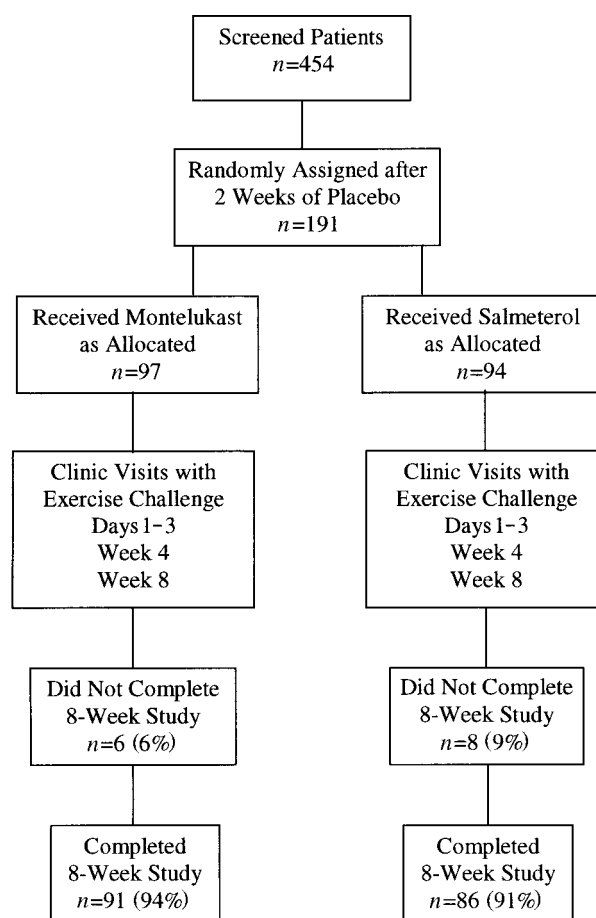 Screened Patients
n=454
Randomly Assigned after
2 Weeks of Placebo
n=191
Received Montelukast
as Allocated
n=97
Received Salmeterol
as Allocated
n=94
Clinic Visits with
Exercise Challenge
Days 1-3
Week 4
Week 8
Clinic Visits with
Exercise Challenge
Days 1-3
Week 4
Week 8
Did Not Complete
8-Week Study
n=6 (6%)
Did Not Complete
8-Week Study
n=8 (9%)
Completed
8-Week Study
n=91 (94%)
Completed
8-Week Study
n=86 (91%)